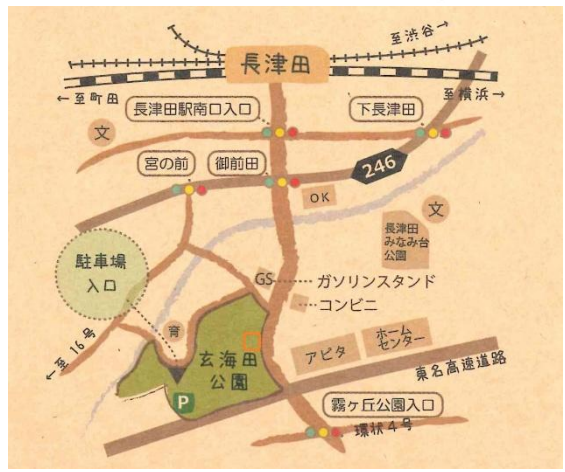 至渋谷→
長津田
←至町田
至横浜→
長津田駅南口入口
下長津田
文
宮の前
御前田
246
OK
文
長津田
みなみ台
公園
駐車場
入口
GS
ガソリンスタンド
コンビニ
育
←至16号
玄海田
公園
アピタ
ホーム
センター
東名高速道路
P
霧ヶ丘公園入口
環状4号